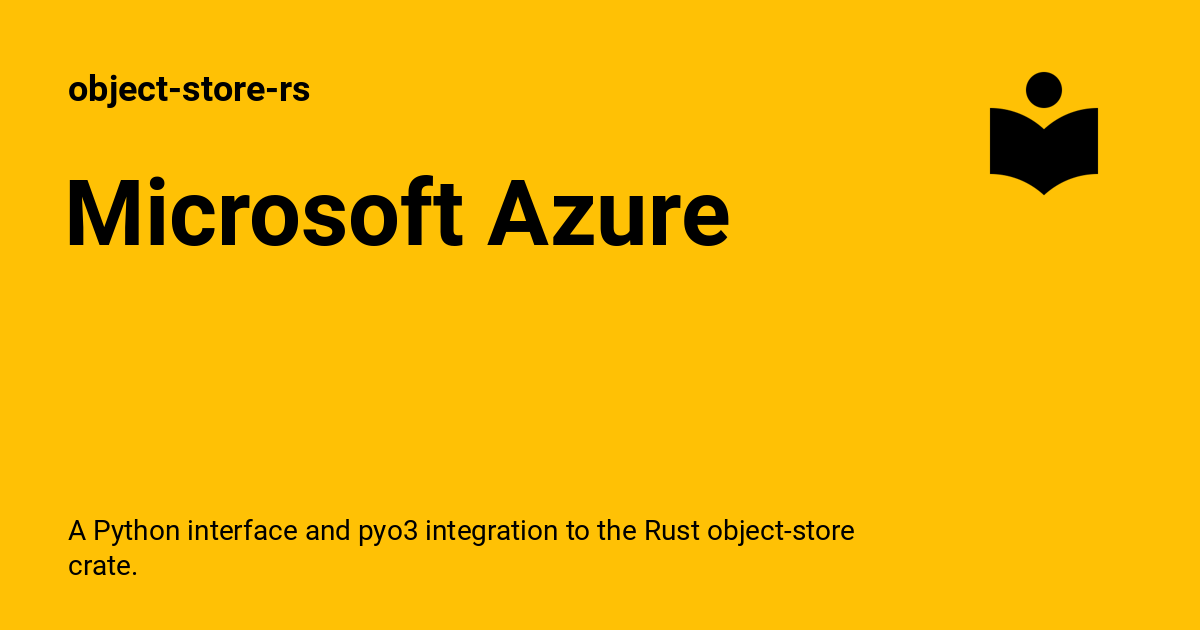 object-store-rs
Microsoft Azure
A Python interface and pyo3 integration to the Rust object-store
crate.